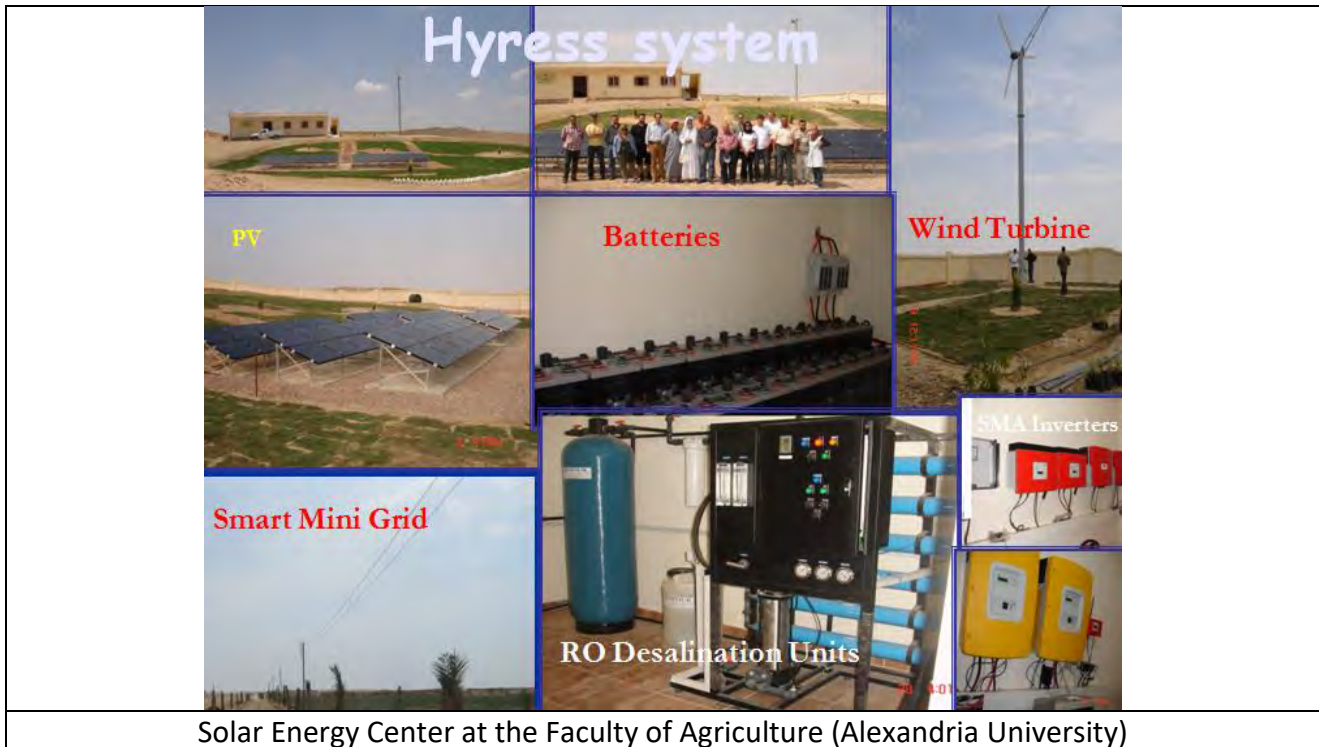 Hyress system
PV
Batteries
Wind Turbine
SMA Inverters
Smart Mini Grid
RO Desalination Units
Solar Energy Center at the Faculty of Agriculture (Alexandria University)